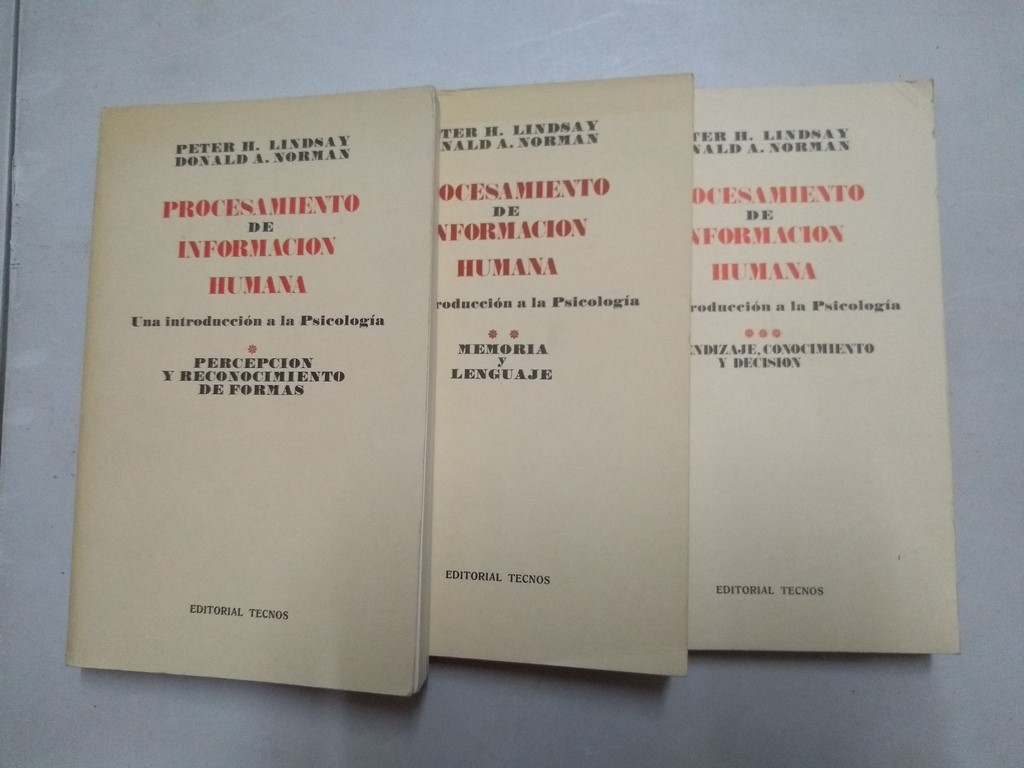 PETER H. LINDSAY
DONALD A. NORMAN
PROCESAMIENTO
DE
INFORMACION
HUMANA
Una introducción a la Psicología
*
PERCEPCION
Y RECONOCIMIENTO
DE FORMAS
EDITORIAL TECNOS
TER H. LINDSAY
NALD A. NORMAN
OCESAMIENTO
DE
NFORMACION
HUMANA
roducción a la Psicología
* *
MEMORIA
y
LENGUAJE
EDITORIAL TECNOS
TER H. LINDSAY
NALD A. NORMAN
OCESAMIENTO
DE
NFORMACION
HUMANA
roducción a la Psicología
* * *
NDIZAJE, CONOCIMIENTO
Y DECISION
EDITORIAL TECNOS